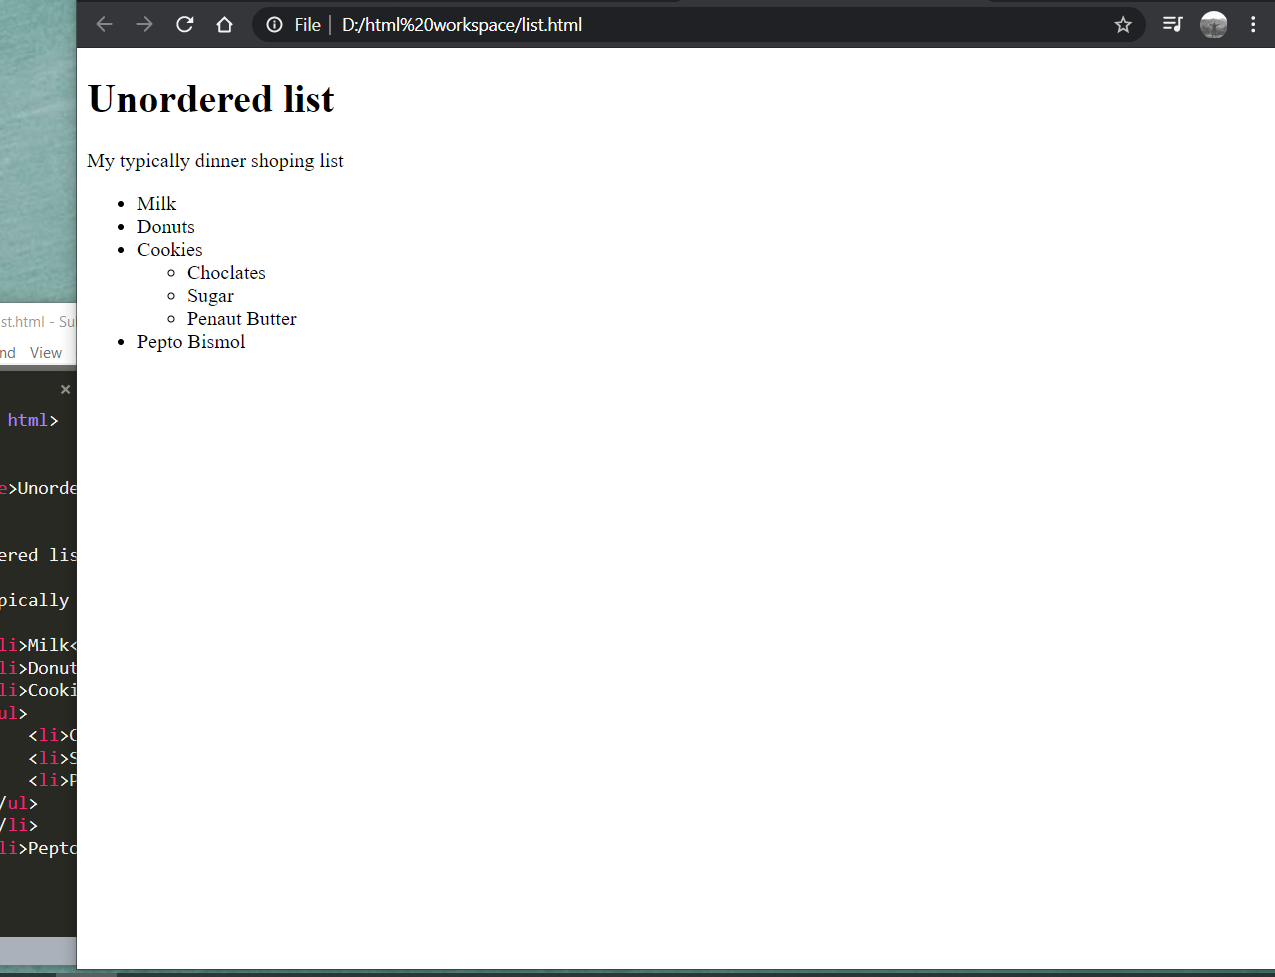 File | D:/html%20workspace/list.html
Unordered list
My typically dinner shoping list
Milk
Donuts
Cookies
Choclates
Sugar
Penaut Butter
Pepto Bismol
st.html - Su
nd View
html>
e>Unorde
ered lis
pically
li>Milk<
li>Donut
li>Cooki
ul>
<li>C
<li>S
<li>P
/ul>
/li>
li>Pepto